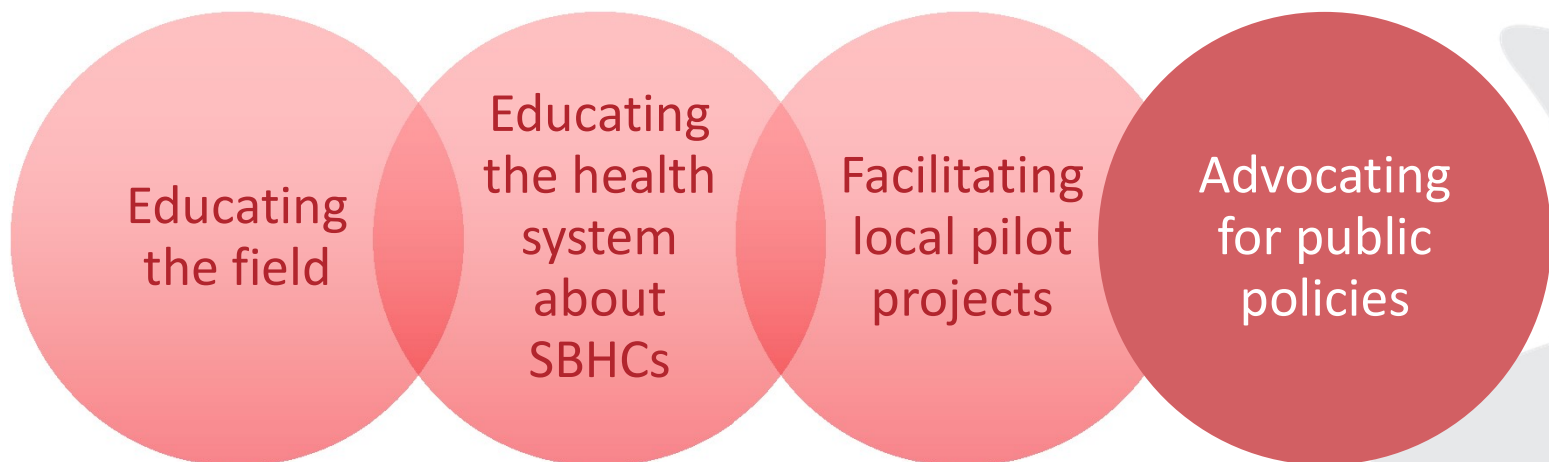 Educating
the field
Educating
the health
system
about
SBHCs
Facilitating
local pilot
projects
Advocating
for public
policies